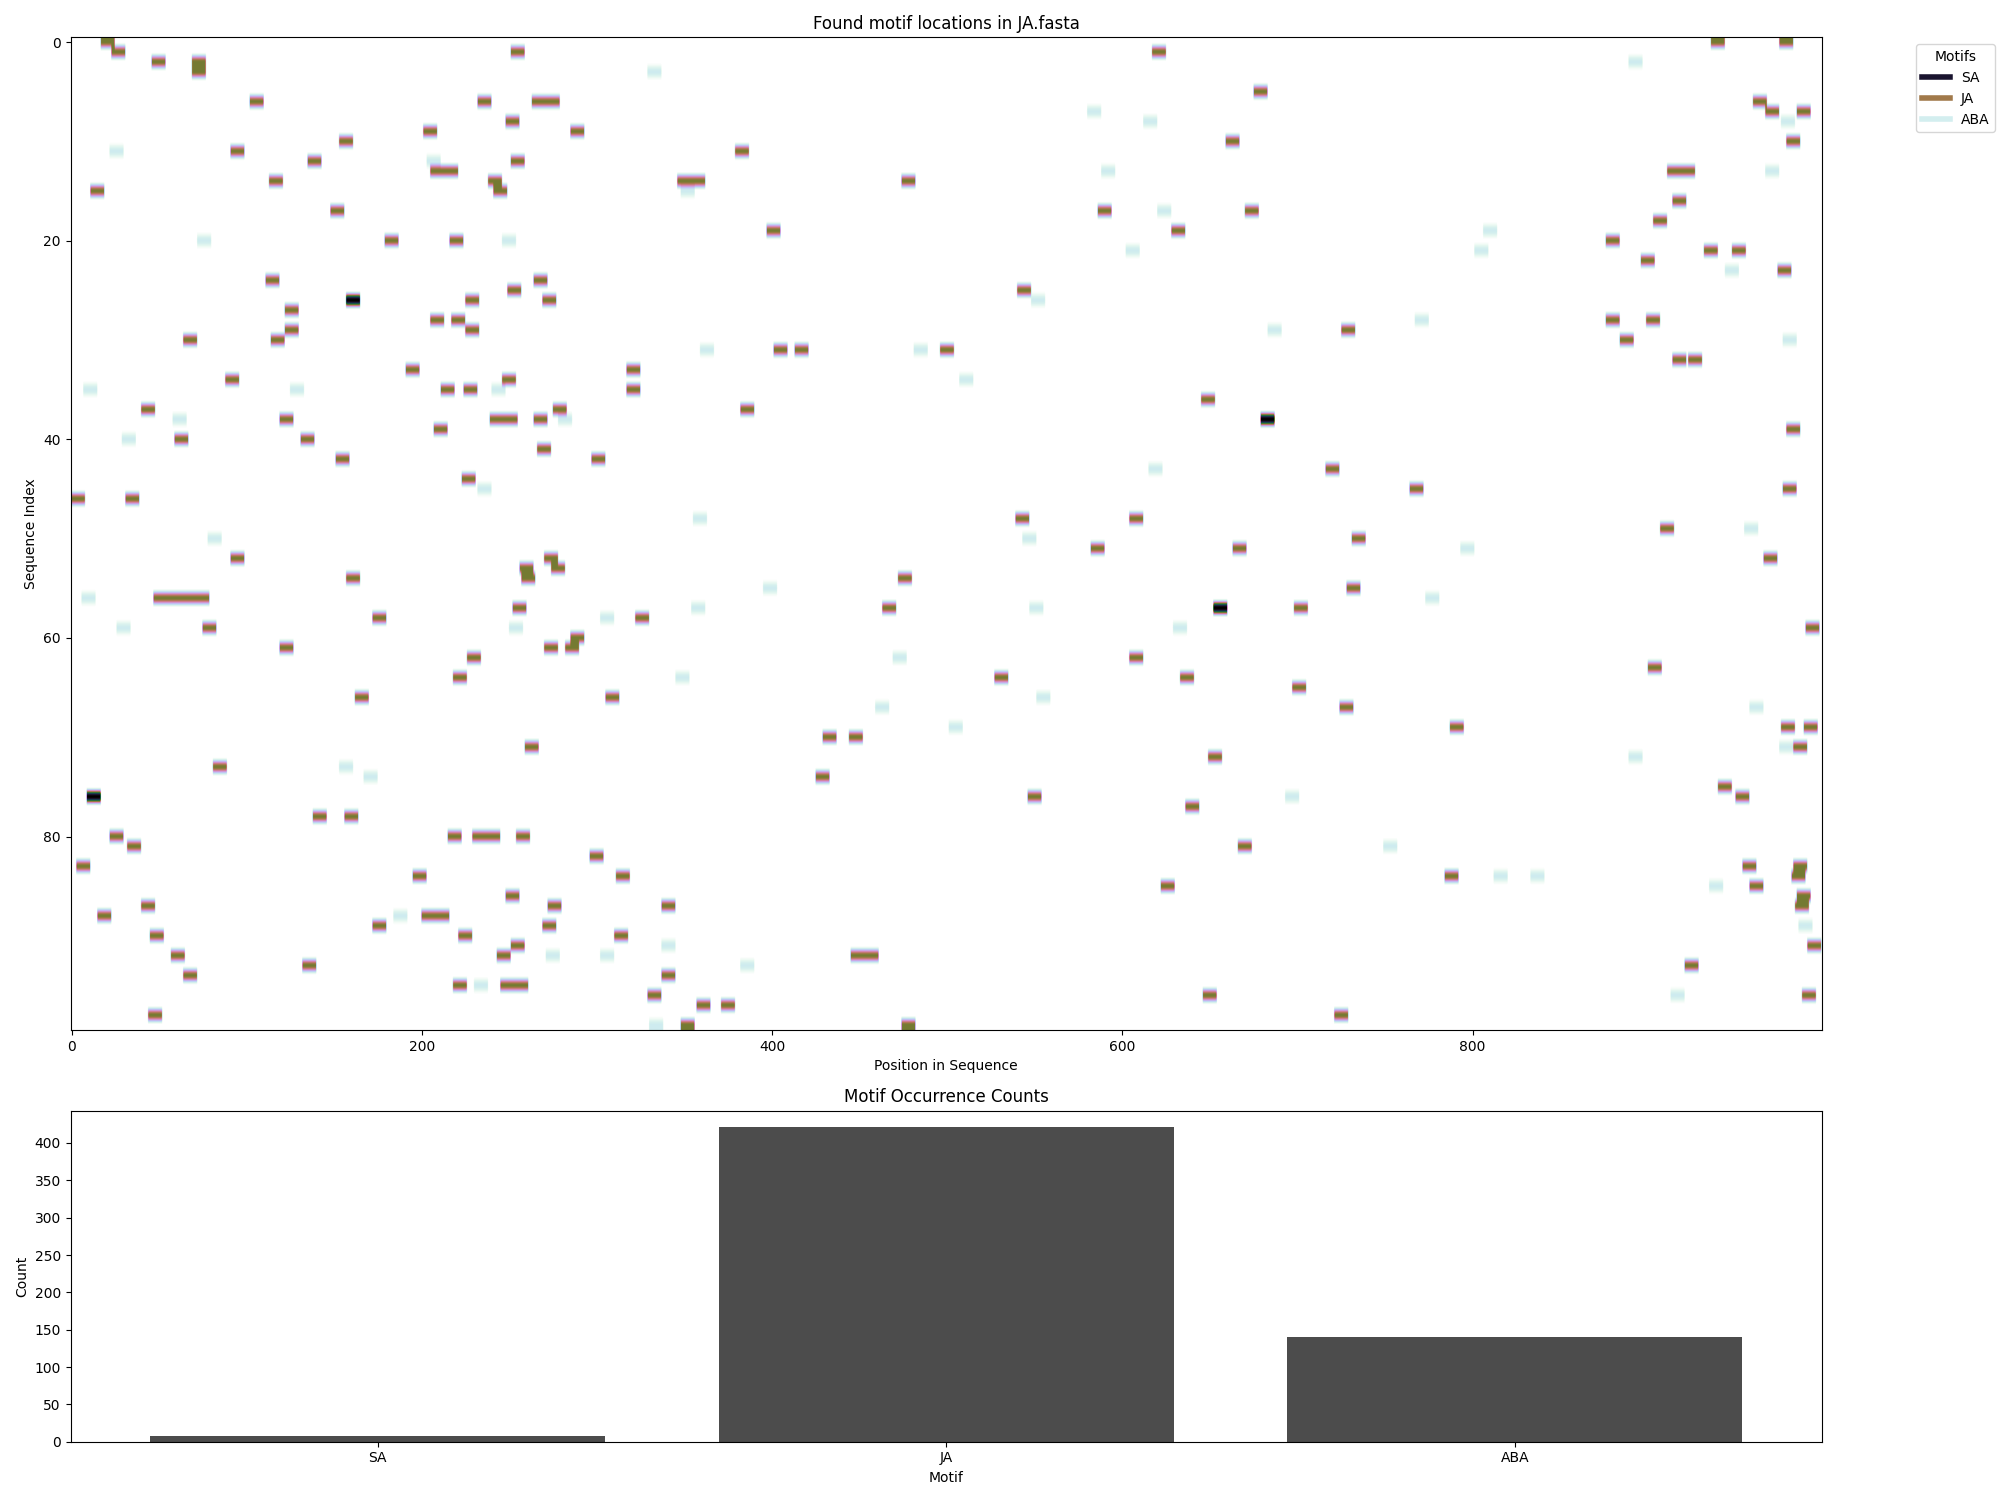 Found motif locations in JA.fasta
Motifs
SA
JA
ABA
0
20
40
60
80
Sequence Index
0 200 400 600 800
Position in Sequence
Motif Occurrence Counts
400
350
300
250
200
150
100
50
0
Count
SA JA ABA
Motif